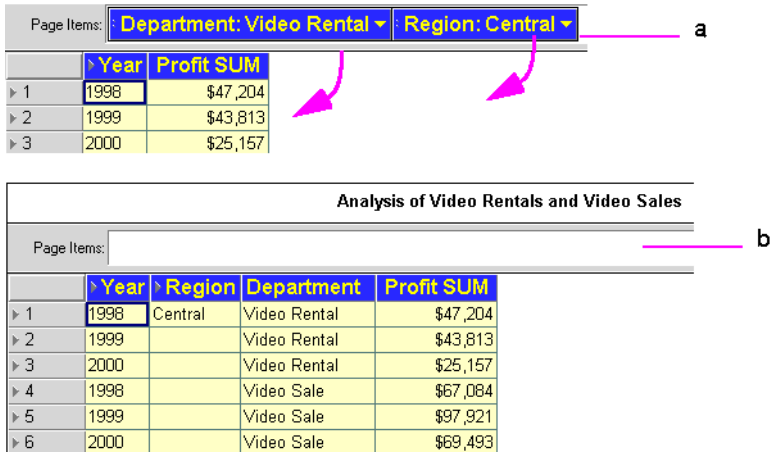 Page Items: Department: Video Rental Region: Central a
Year Profit SUM
1 1998 $47,204
2 1999 $43,813
3 2000 $25,157
Analysis of Video Rentals and Video Sales
Page Items: b
Year Region Department Profit SUM
1 1998 Central Video Rental $47,204
2 1999 Video Rental $43,813
3 2000 Video Rental $25,157
4 1998 Video Sale $67,084
5 1999 Video Sale $97,921
6 2000 Video Sale $69,493